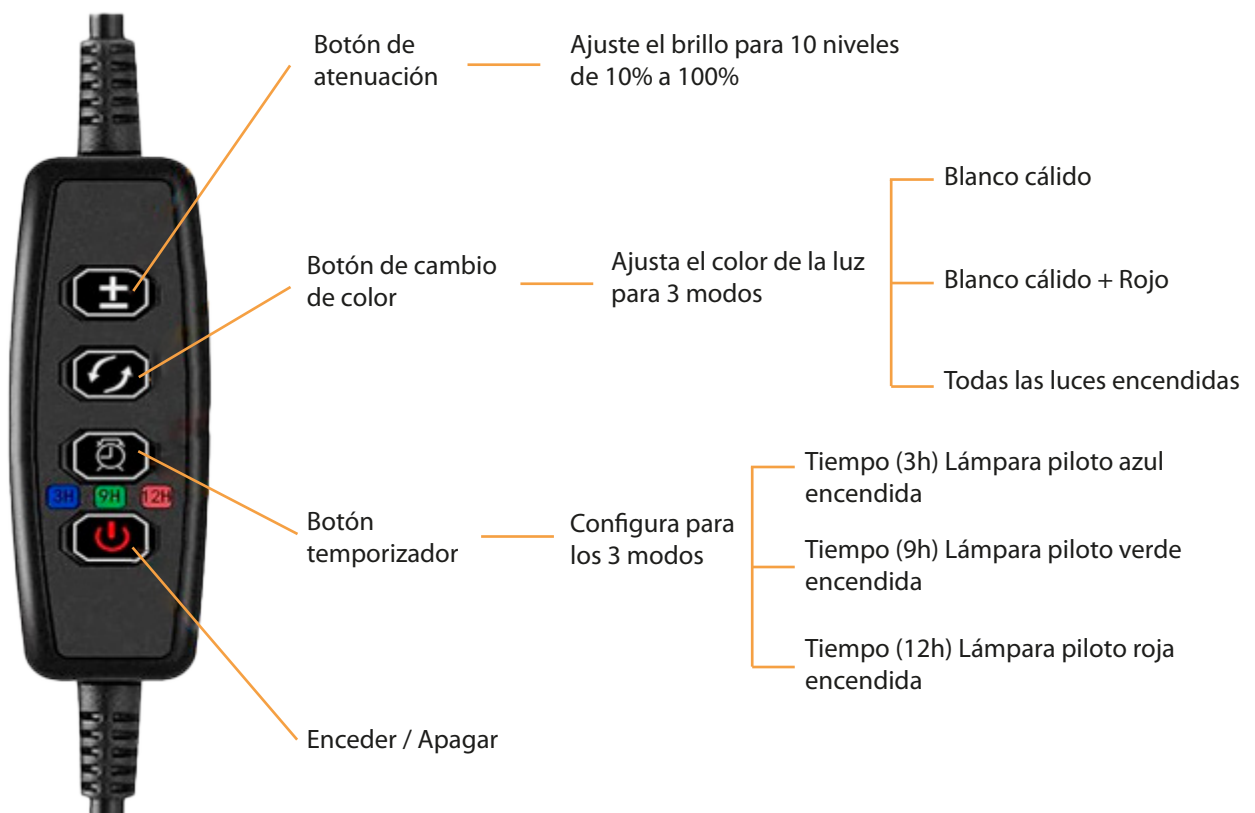 Botón de
atenuación
Ajuste el brillo para 10 niveles
de 10% a 100%
Botón de cambio
de color
Ajusta el color de la luz
para 3 modos
Blanco cálido
Blanco cálido + Rojo
Todas las luces encendidas
3H 9H 12H
Botón
temporizador
Configura para
los 3 modos
Tiempo (3h) Lámpara piloto azul
encendida
Tiempo (9h) Lámpara piloto verde
encendida
Tiempo (12h) Lámpara piloto roja
encendida
Enceder / Apagar